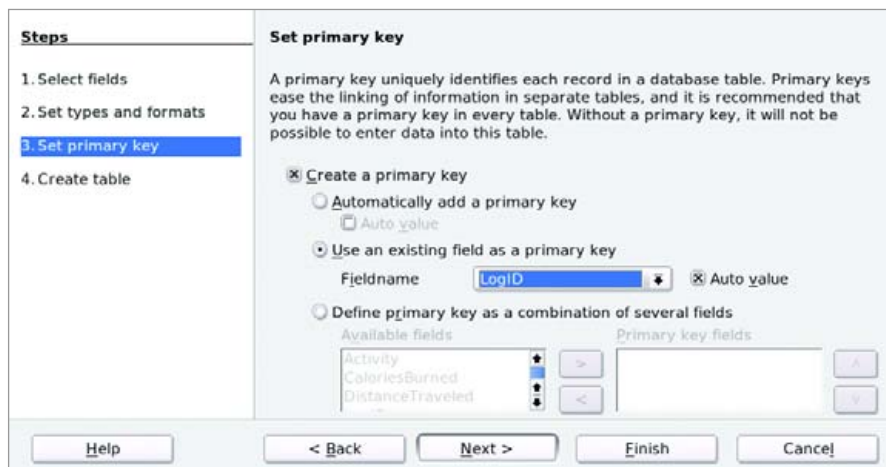 Steps
1. Select fields
2. Set types and formats
3. Set primary key
4. Create table
Set primary key
A primary key uniquely identifies each record in a database table. Primary keys
ease the linking of information in separate tables, and it is recommended that
you have a primary key in every table. Without a primary key, it will not be
possible to enter data into this table.
Create a primary key
Automatically add a primary key
Auto value
Use an existing field as a primary key
Fieldname LogID Auto value
Define primary key as a combination of several fields
Available fields Primary key fields
Activity
CaloriesBurned
DistanceTraveled
> 
<
Help < Back Next > Finish Cancel